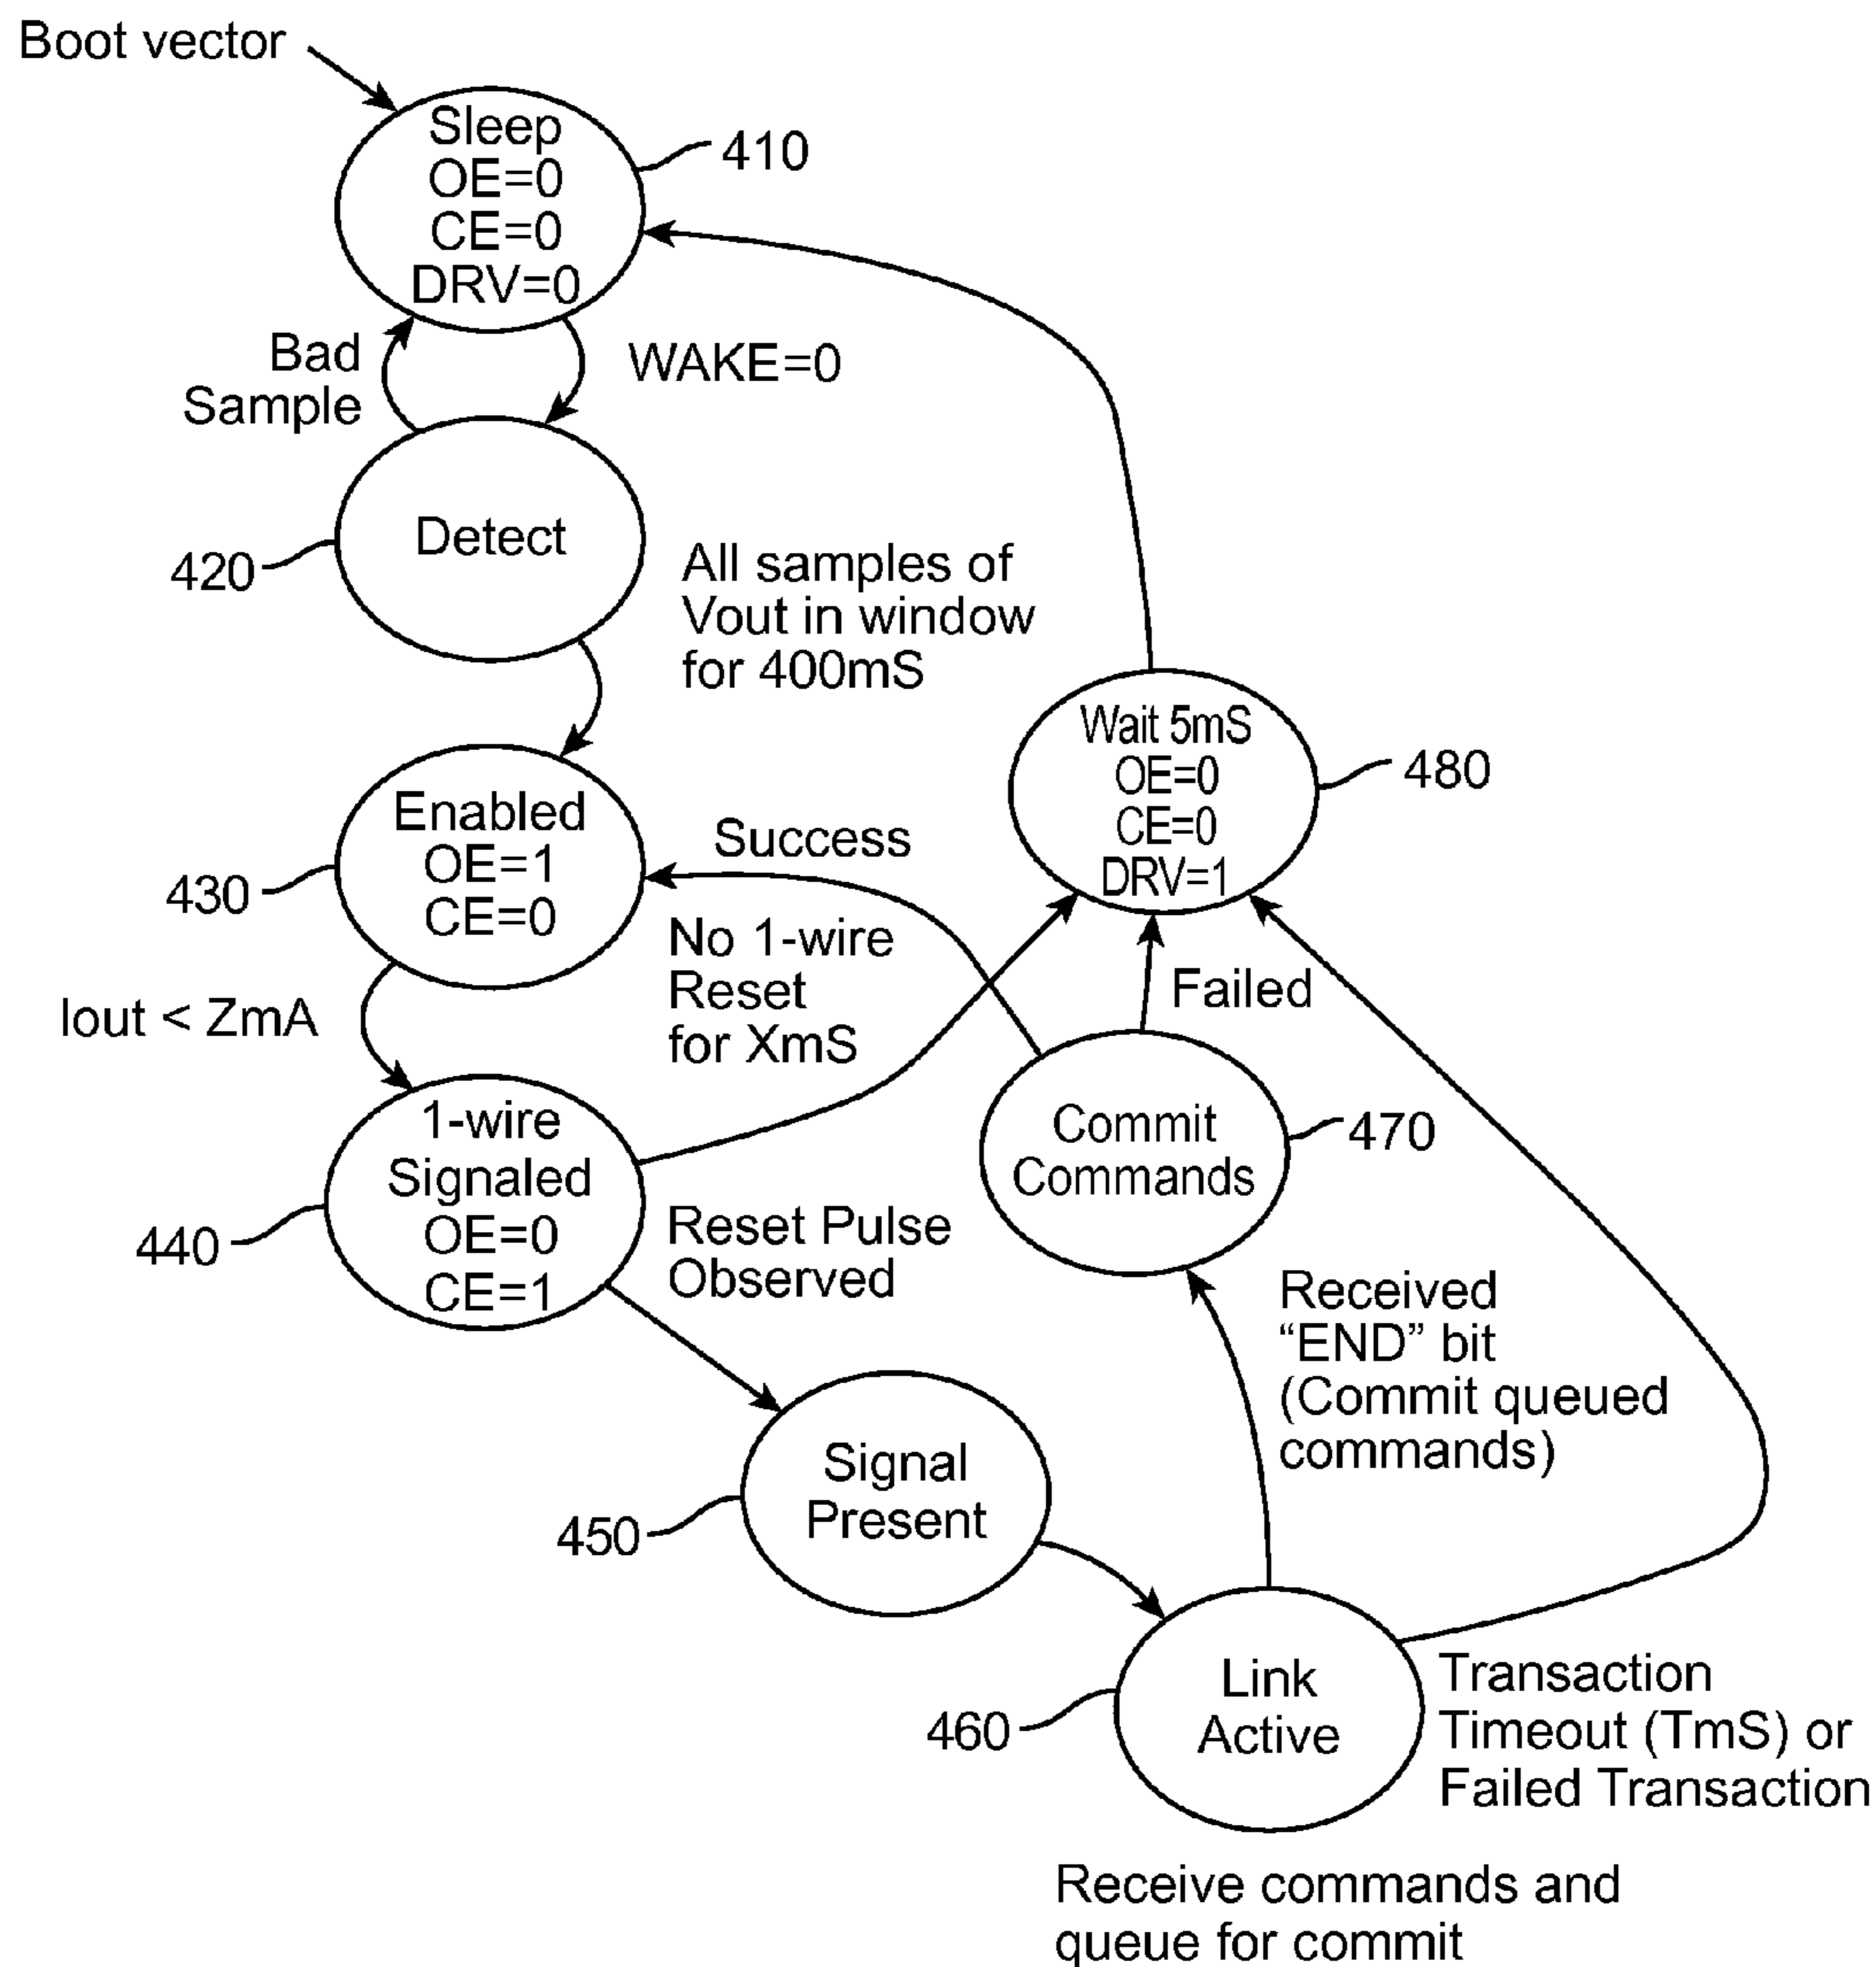 Boot vector
Sleep
OE=0
CE=0
DRV=0
410
Bad
Sample
WAKE=0
Detect
420
All samples of
Vout in window
for 400mS
Wait 5mS
OE=0
CE=0
DRV=1
480
Enabled
OE=1
CE=0
430
Success
No 1-wire
Reset
for XmS
Failed
Iout < ZmA
1-wire
Signaled
OE=0
CE=1
440
Commit
Commands
470
Reset Pulse
Observed
Received
“END” bit
(Commit queued
commands)
Signal
Present
450
Link
Active
460
Transaction
Timeout (TmS) or
Failed Transaction
Receive commands and
queue for commit